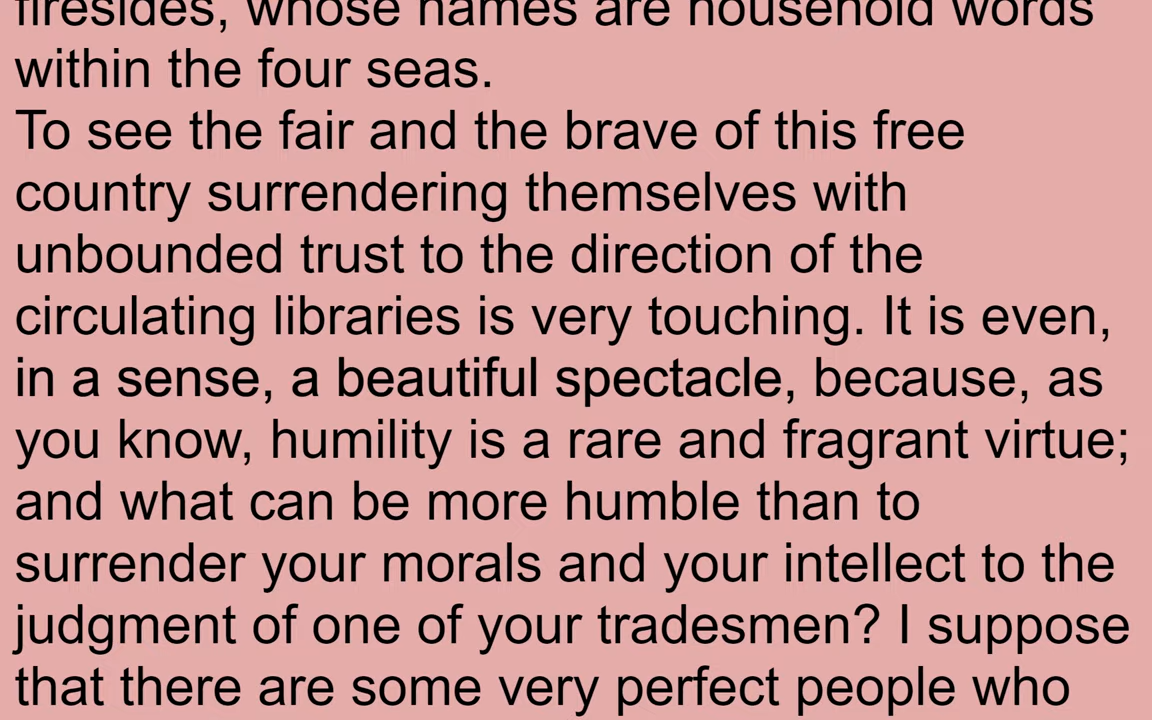 firesides, whose names are household words
within the four seas.
To see the fair and the brave of this free
country surrendering themselves with
unbounded trust to the direction of the
circulating libraries is very touching. It is even,
in a sense, a beautiful spectacle, because, as
you know, humility is a rare and fragrant virtue;
and what can be more humble than to
surrender your morals and your intellect to the
judgment of one of your tradesmen? I suppose
that there are some very perfect people who